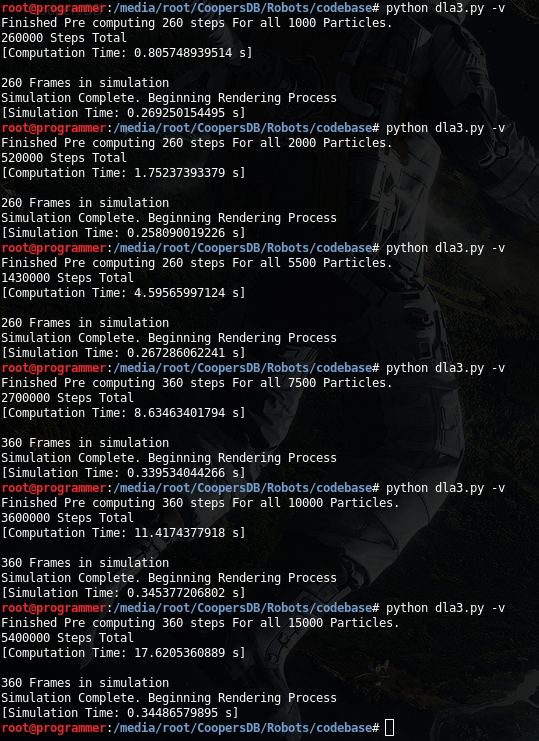 root@programmer:/media/root/CoopersDB/Robots/codebase# python dla3.py -v
Finished Pre computing 260 steps For all 1000 Particles.
260000 Steps Total
[Computation Time: 0.805748939514 s]
260 Frames in simulation
Simulation Complete. Beginning Rendering Process
[Simulation Time: 0.269250154495 s]
root@programmer:/media/root/CoopersDB/Robots/codebase# python dla3.py -v
Finished Pre computing 260 steps For all 2000 Particles.
520000 Steps Total
[Computation Time: 1.75237393379 s]
260 Frames in simulation
Simulation Complete. Beginning Rendering Process
[Simulation Time: 0.258090019226 s]
root@programmer:/media/root/CoopersDB/Robots/codebase# python dla3.py -v
Finished Pre computing 260 steps For all 5500 Particles.
1430000 Steps Total
[Computation Time: 4.59565997124 s]
260 Frames in simulation
Simulation Complete. Beginning Rendering Process
[Simulation Time: 0.267286062241 s]
root@programmer:/media/root/CoopersDB/Robots/codebase# python dla3.py -v
Finished Pre computing 360 steps For all 7500 Particles.
2700000 Steps Total
[Computation Time: 8.63463401794 s]
360 Frames in simulation
Simulation Complete. Beginning Rendering Process
[Simulation Time: 0.339534044266 s]
root@programmer:/media/root/CoopersDB/Robots/codebase# python dla3.py -v
Finished Pre computing 360 steps For all 10000 Particles.
3600000 Steps Total
[Computation Time: 11.4174377918 s]
360 Frames in simulation
Simulation Complete. Beginning Rendering Process
[Simulation Time: 0.345377206802 s]
root@programmer:/media/root/CoopersDB/Robots/codebase# python dla3.py -v
Finished Pre computing 360 steps For all 15000 Particles.
5400000 Steps Total
[Computation Time: 17.6205360889 s]
360 Frames in simulation
Simulation Complete. Beginning Rendering Process
[Simulation Time: 0.34486579895 s]
root@programmer:/media/root/CoopersDB/Robots/codebase#